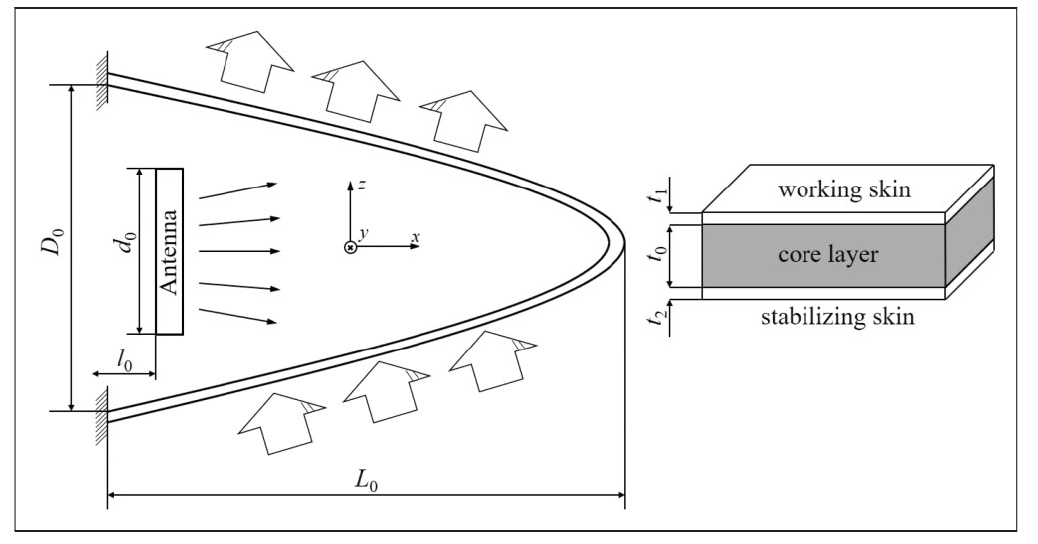 D₀
d₀
Antenna
l₀
z
y
x
L₀
t₁
t₀
t₂
working skin
core layer
stabilizing skin